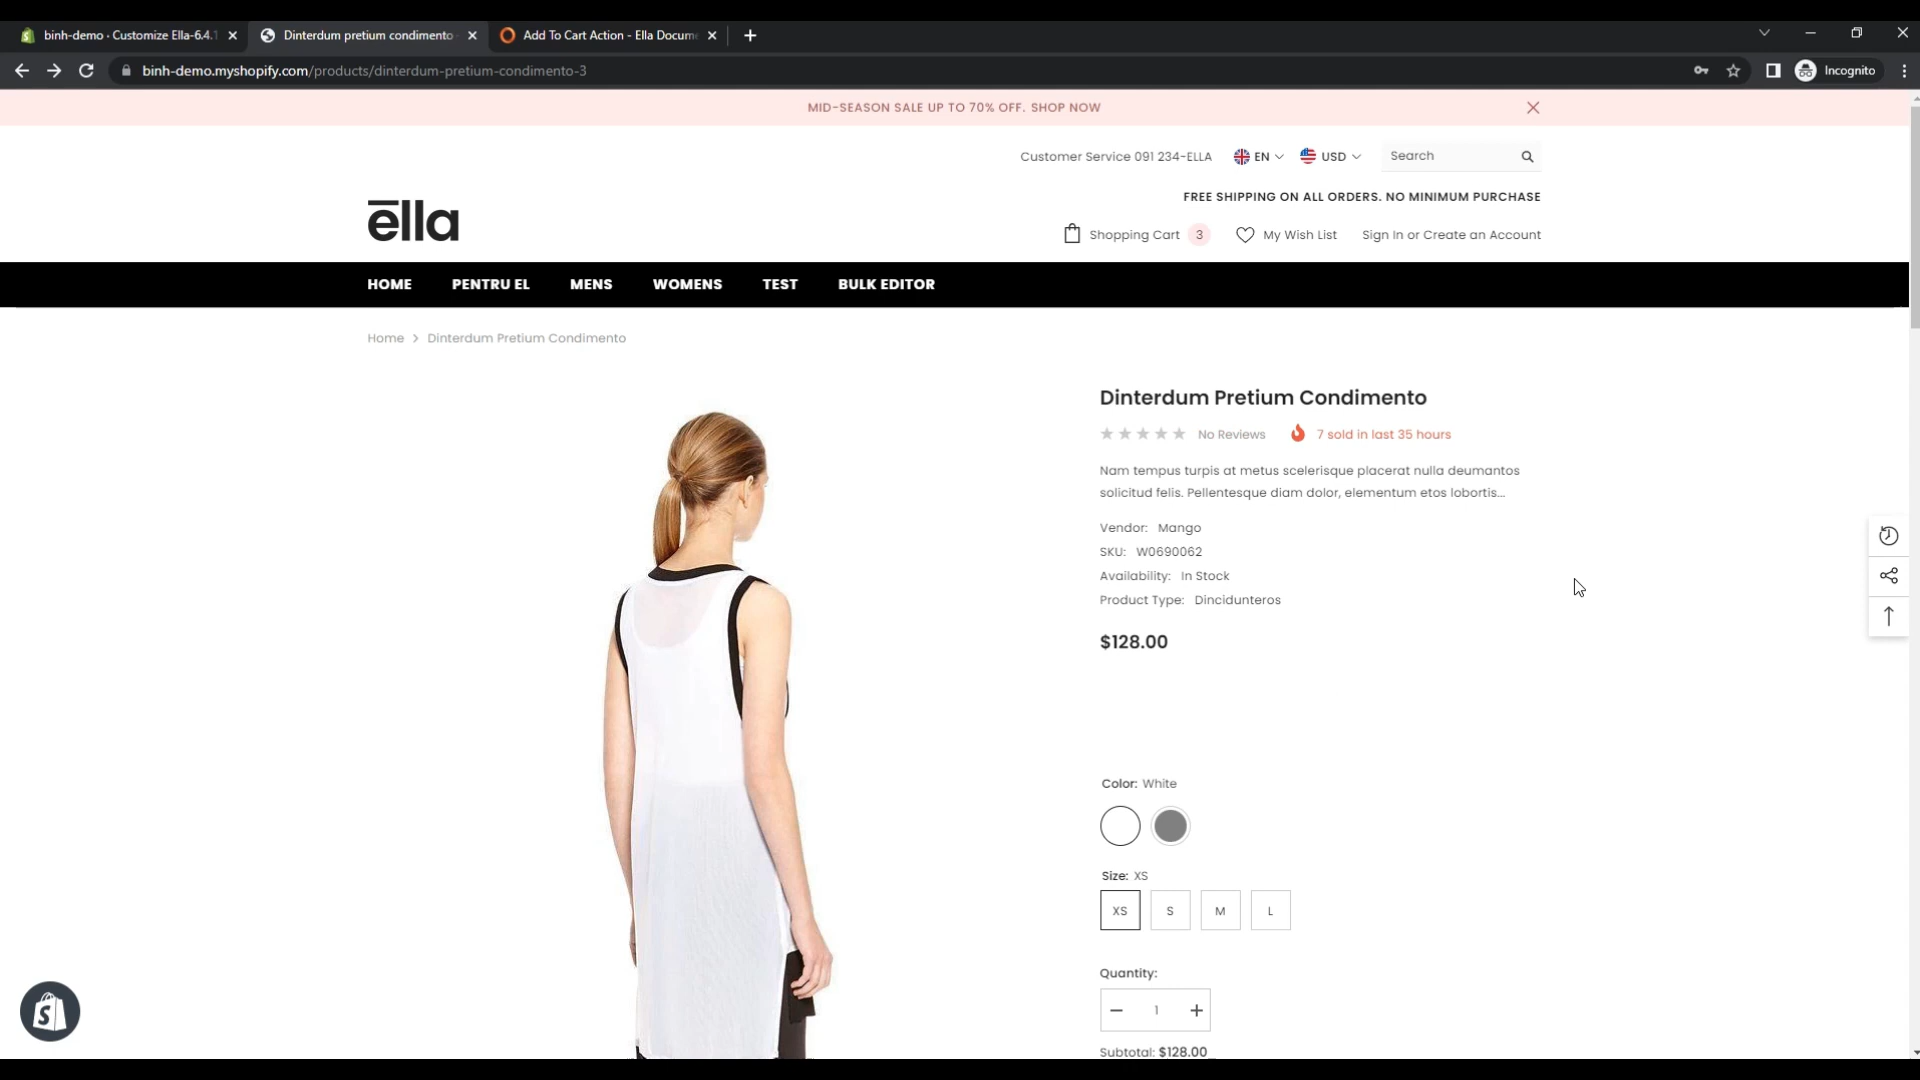 binh-demo · Customize Ella-6.4.1
Dinterdum pretium condimento
Add To Cart Action - Ella Docum
binh-demo.myshopify.com/products/dinterdum-pretium-condimento-3
Incognito
MID-SEASON SALE UP TO 70% OFF. SHOP NOW
Customer Service 091 234-ELLA
EN
USD
Search
FREE SHIPPING ON ALL ORDERS. NO MINIMUM PURCHASE
ēlla
Shopping Cart 3
My Wish List
Sign In or Create an Account
HOME
PENTRU EL
MENS
WOMENS
TEST
BULK EDITOR
Home > Dinterdum Pretium Condimento
Dinterdum Pretium Condimento
No Reviews
7 sold in last 35 hours
Nam tempus turpis at metus scelerisque placerat nulla deumantos
solicitud felis. Pellentesque diam dolor, elementum etos lobortis...
Vendor: Mango
SKU: W0690062
Availability: In Stock
Product Type: Dincidunteros
$128.00
Color: White
Size: XS
XS
S
M
L
Quantity:
1
Subtotal: $128.00